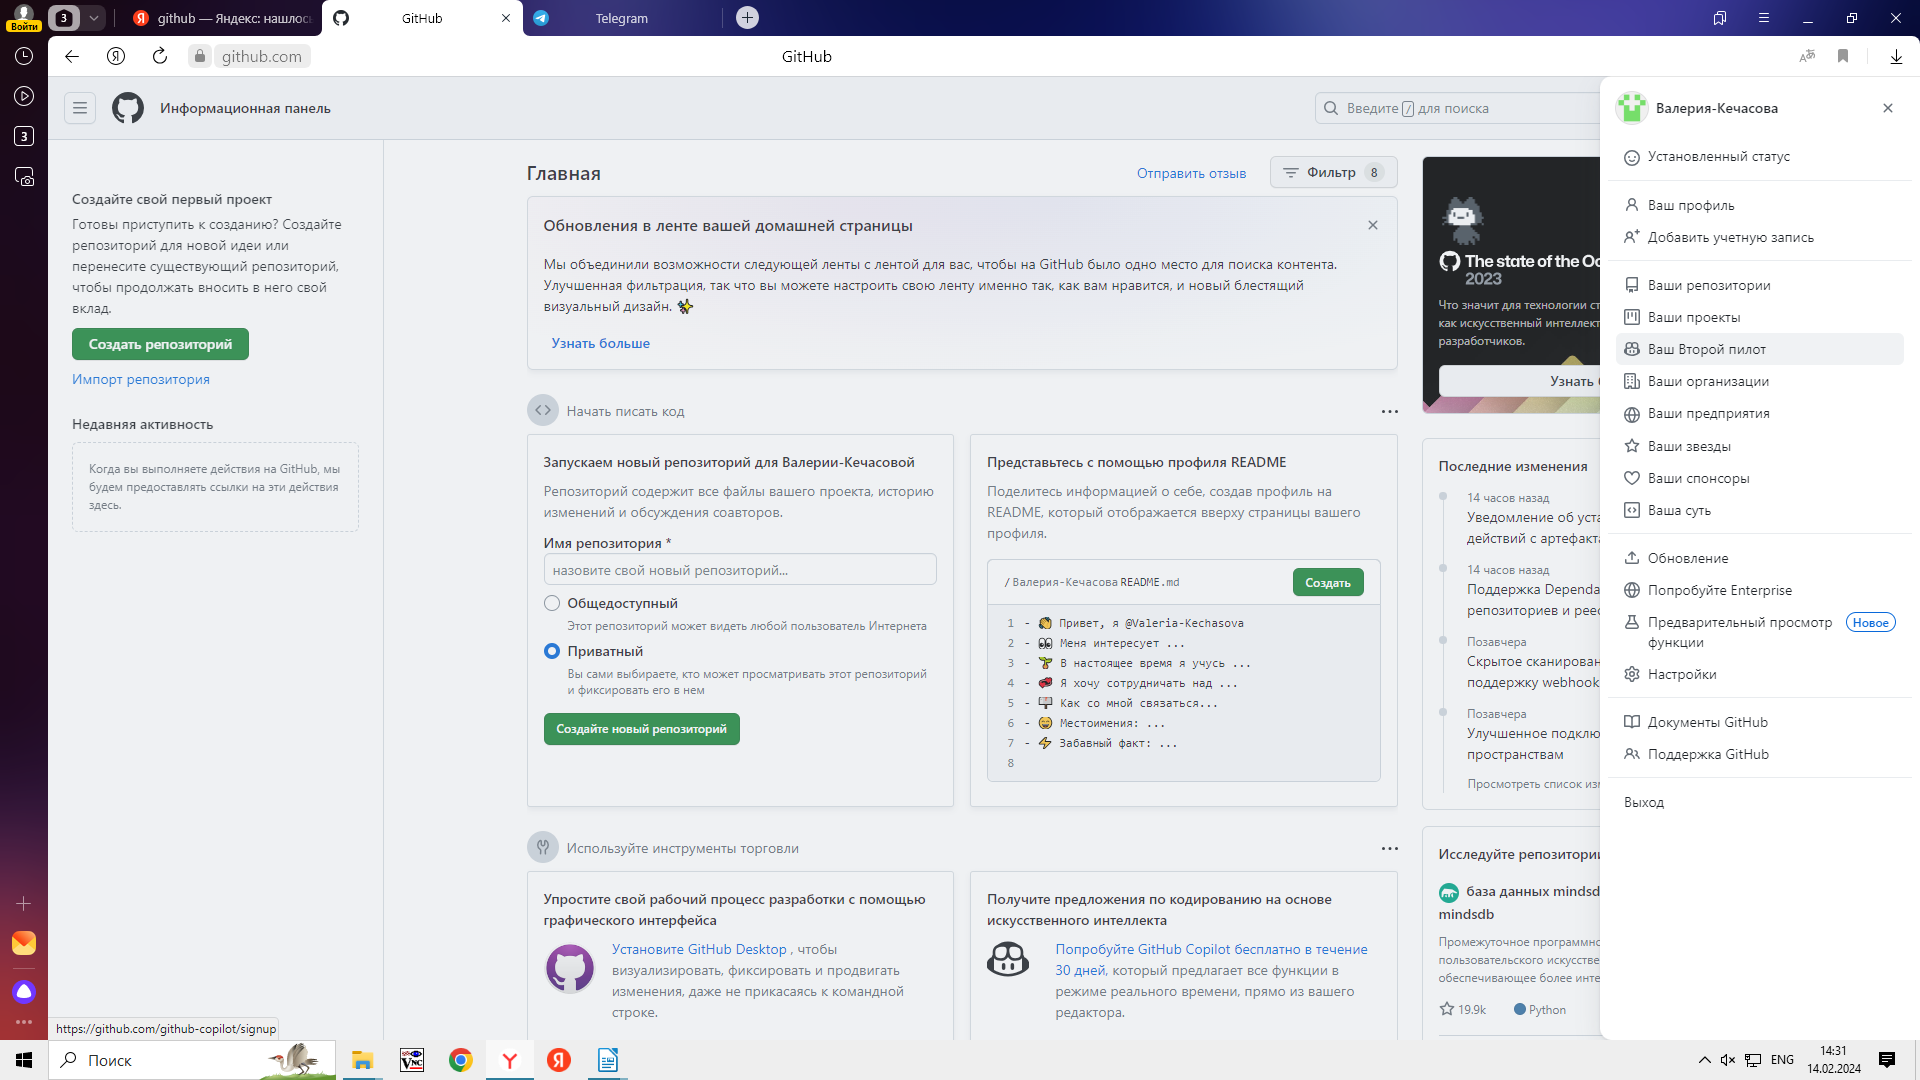 Войти
3
github — Яндекс: нашлос
GitHub
Telegram
github.com
GitHub
3
Информационная панель
Введите / для поиска
Создайте свой первый проект
Готовы приступить к созданию? Создайте
репозиторий для новой идеи или
перенесите существующий репозиторий,
чтобы продолжать вносить в него свой
вклад.
Создать репозиторий
Импорт репозитория
Недавняя активность
Когда вы выполняете действия на GitHub, мы
будем предоставлять ссылки на эти действия
здесь.
Главная
Отправить отзыв
Фильтр 8
Обновления в ленте вашей домашней страницы
Мы объединили возможности следующей ленты с лентой для вас, чтобы на GitHub было одно место для поиска контента.
Улучшенная фильтрация, так что вы можете настроить свою ленту именно так, как вам нравится, и новый блестящий
визуальный дизайн. ✨
Узнать больше
Начать писать код
Запускаем новый репозиторий для Валерии-Кечасовой
Репозиторий содержит все файлы вашего проекта, историю
изменений и обсуждения соавторов.
Имя репозитория *
назовите свой новый репозиторий...
Общедоступный
Этот репозиторий может видеть любой пользователь Интернета
Приватный
Вы сами выбираете, кто может просматривать этот репозиторий
и фиксировать его в нем
Создайте новый репозиторий
Представьтесь с помощью профиля README
Поделитесь информацией о себе, создав профиль на
README, который отображается вверху страницы вашего
профиля.
/ Валерия-Кечасова README.md
Создать
1 - 👋 Привет, я @Valeria-Kechasova
2 - 👀 Меня интересует ...
3 - 🌱 В настоящее время я учусь ...
4 - 💞️ Я хочу сотрудничать над ...
5 - 📫 Как со мной связаться...
6 - 😄 Местоимения: ...
7 - ⚡ Забавный факт: ...
8
Используйте инструменты торговли
Упростите свой рабочий процесс разработки с помощью
графического интерфейса
Установите GitHub Desktop , чтобы
визуализировать, фиксировать и продвигать
изменения, даже не прикасаясь к командной
строке.
Получите предложения по кодированию на основе
искусственного интеллекта
Попробуйте GitHub Copilot бесплатно в течение
30 дней, который предлагает все функции в
режиме реального времени, прямо из вашего
редактора.
The state of the Oc
2023
Что значит для технологии ст
как искусственный интеллект
разработчиков.
Узнать б
Последние изменения
14 часов назад
Уведомление об уста
действий с артефакта
14 часов назад
Поддержка Dependa
репозиториев и реес
Позавчера
Скрытое сканирован
поддержку webhook
Позавчера
Улучшенное подклю
пространствам
Просмотреть список изм
Исследуйте репозитории
база данных mindsd
mindsdb
Промежуточное программно
пользовательского искусстве
обеспечивающее более инте
19.9k
Python
Валерия-Кечасова
Установленный статус
Ваш профиль
Добавить учетную запись
Ваши репозитории
Ваши проекты
Ваш Второй пилот
Ваши организации
Ваши предприятия
Ваши звезды
Ваши спонсоры
Ваша суть
Обновление
Попробуйте Enterprise
Предварительный просмотр
функции
Новое
Настройки
Документы GitHub
Поддержка GitHub
Выход
https://github.com/github-copilot/signup
Поиск
VNC
ENG
14:31
14.02.2024